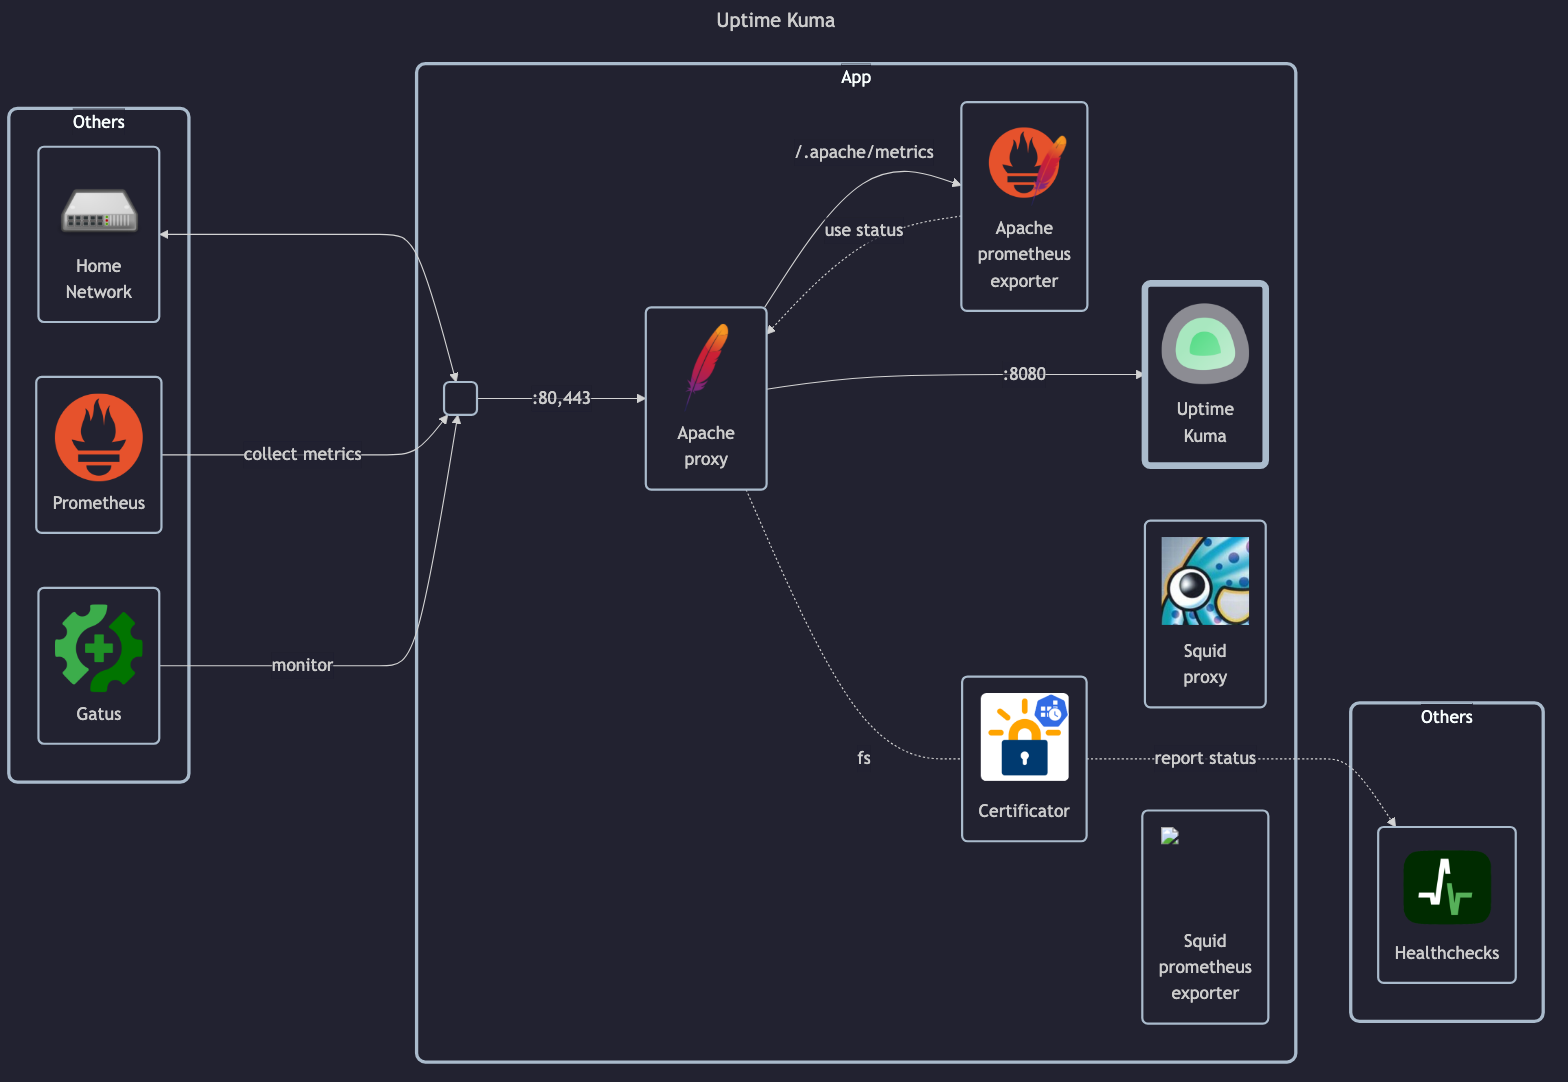 Uptime Kuma
App
Others
Home
Network
Prometheus
Gatus
collect metrics
monitor
:80,443
Apache
proxy
/.apache/metrics
use status
Apache
prometheus
exporter
:8080
Uptime
Kuma
Squid
proxy
fs
Certificator
report status
Squid
prometheus
exporter
Others
Healthchecks